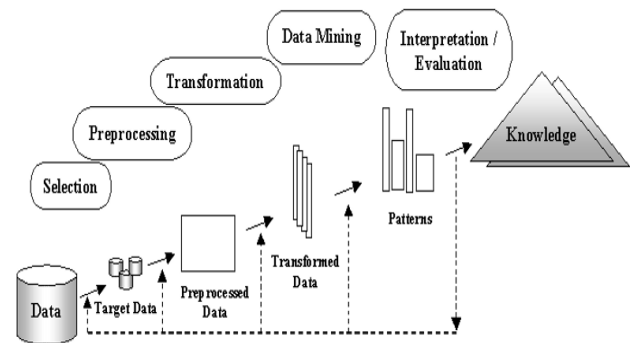 Data Mining
Interpretation /
Evaluation
Transformation
Preprocessing
Selection
Knowledge
Patterns
Transformed
Data
Preprocessed
Data
Target Data
Data